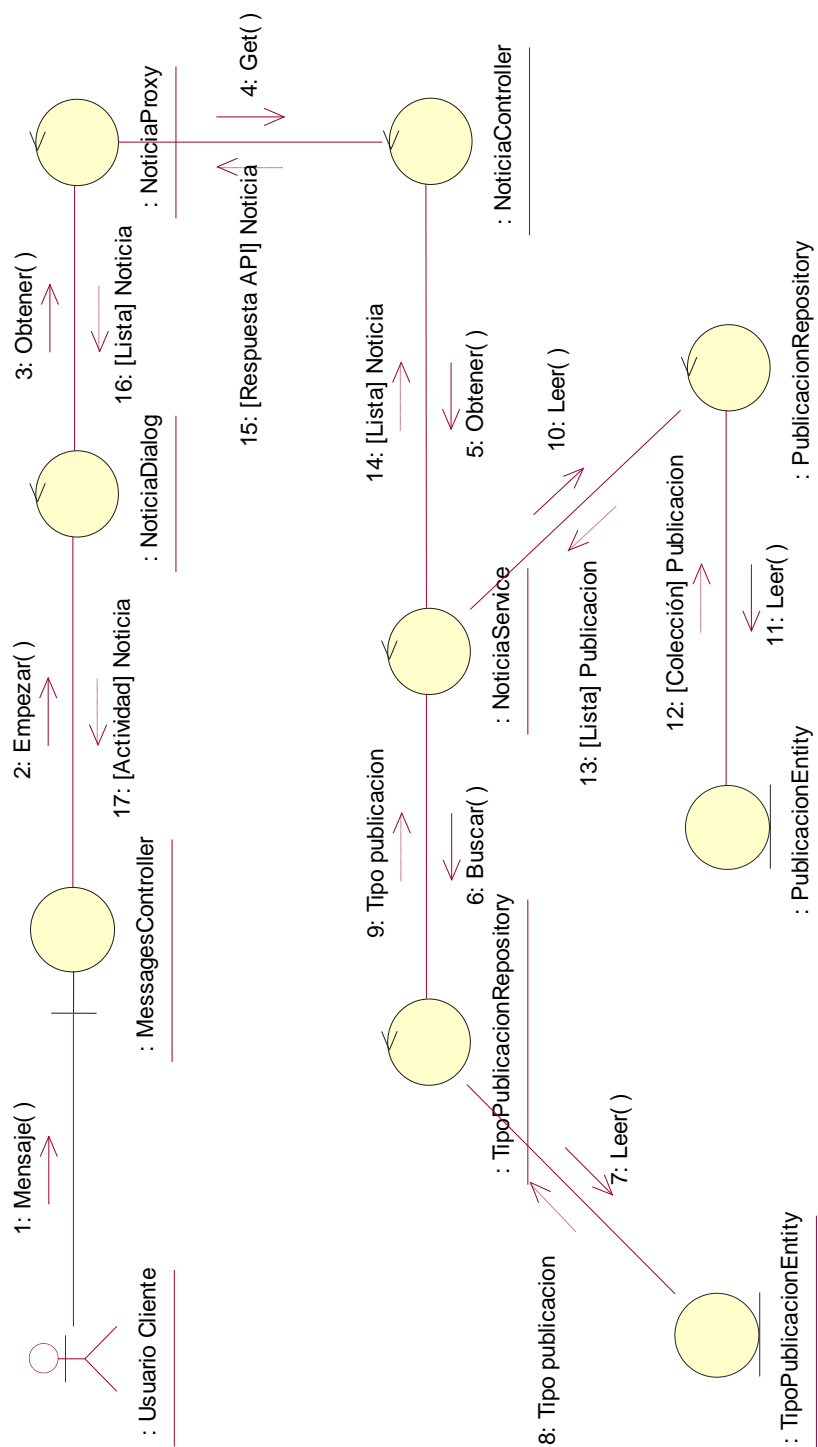 1: Mensaje( )
2: Empezar( )
3: Obtener( )
17: [Actividad] Noticia
16: [Lista] Noticia
: Usuario Cliente
: MessagesController
: NoticiaDialog
: NoticiaProxy
15: [Respuesta API] Noticia
4: Get( )
9: Tipo publicacion
14: [Lista] Noticia
6: Buscar( )
5: Obtener( )
: TipoPublicacionRepository
: NoticiaService
: NoticiaController
8: Tipo publicacion
7: Leer( )
13: [Lista] Publicacion
10: Leer( )
12: [Colección] Publicacion
11: Leer( )
: TipoPublicacionEntity
: PublicacionEntity
: PublicacionRepository